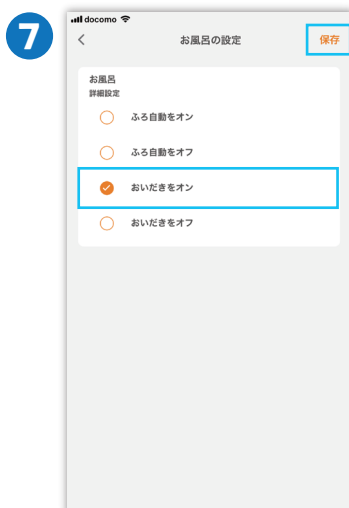 7
docomo
お風呂の設定
保存
お風呂
詳細設定
ふろ自動をオン
ふろ自動をオフ
おいだきをオン
おいだきをオフ